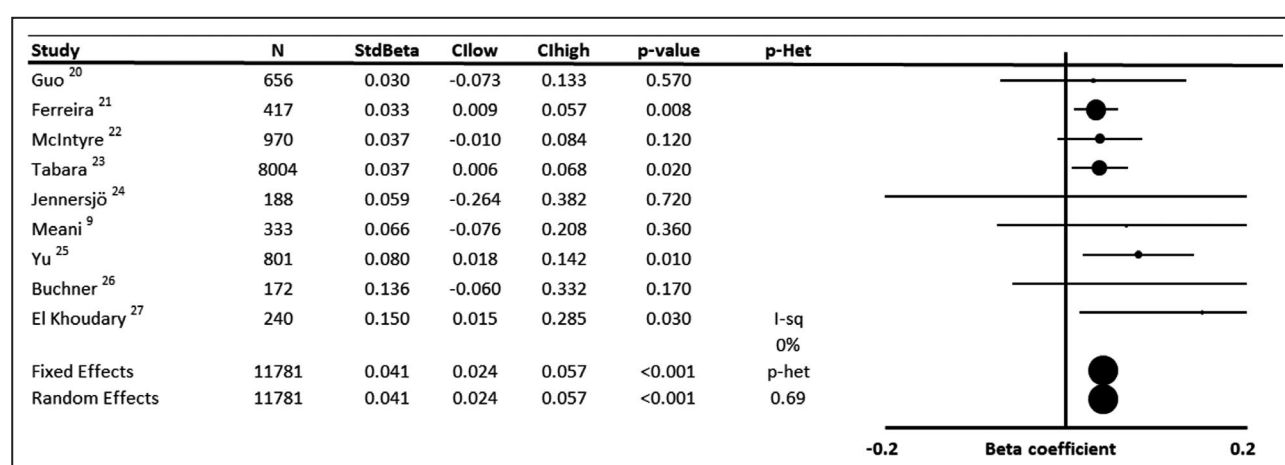 Study N StdBeta CIlow CIhigh p-value p-Het
Guo 20 656 0.030 -0.073 0.133 0.570
Ferreira 21 417 0.033 0.009 0.057 0.008
McIntyre 22 970 0.037 -0.010 0.084 0.120
Tabara 23 8004 0.037 0.006 0.068 0.020
Jennersjö 24 188 0.059 -0.264 0.382 0.720
Meani 9 333 0.066 -0.076 0.208 0.360
Yu 25 801 0.080 0.018 0.142 0.010
Buchner 26 172 0.136 -0.060 0.332 0.170
El Khoudary 27 240 0.150 0.015 0.285 0.030 I-sq
0%
Fixed Effects 11781 0.041 0.024 0.057 <0.001 p-het
Random Effects 11781 0.041 0.024 0.057 <0.001 0.69
-0.2 Beta coefficient 0.2